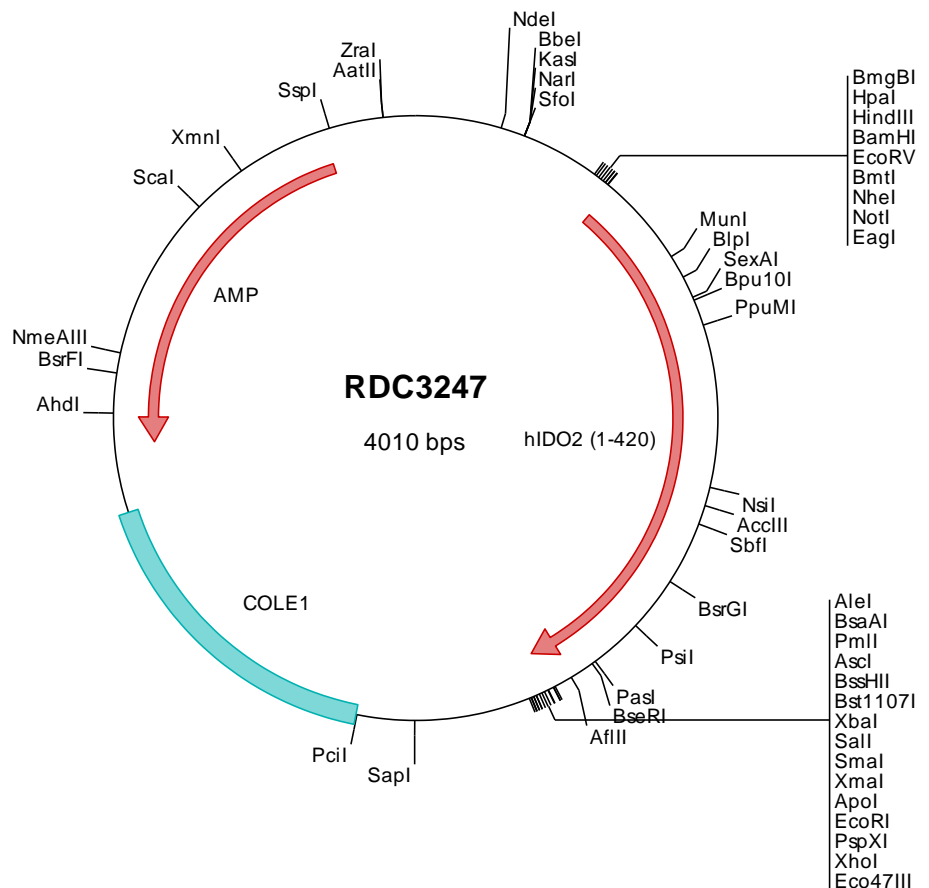 NdeI
BbeI
KasI
NarI
SfoI
ZraI
AatII
SspI
XmnI
ScaI
BmgBI
HpaI
HindIII
BamHI
EcoRV
BmtI
NheI
NotI
EagI
MunI
BlpI
SexAI
Bpu10I
PpuMI
AMP
NmeAIII
BsrFI
AhdI
RDC3247
4010 bps
hIDO2 (1-420)
NsiI
AccIII
SbfI
BsrGI
PsiI
PasI
BseRI
AflII
COLE1
PciI
SapI
AleI
BsaAI
PmlI
AscI
BssHII
Bst1107I
XbaI
SalI
SmaI
XmaI
ApoI
EcoRI
PspXI
XhoI
Eco47III